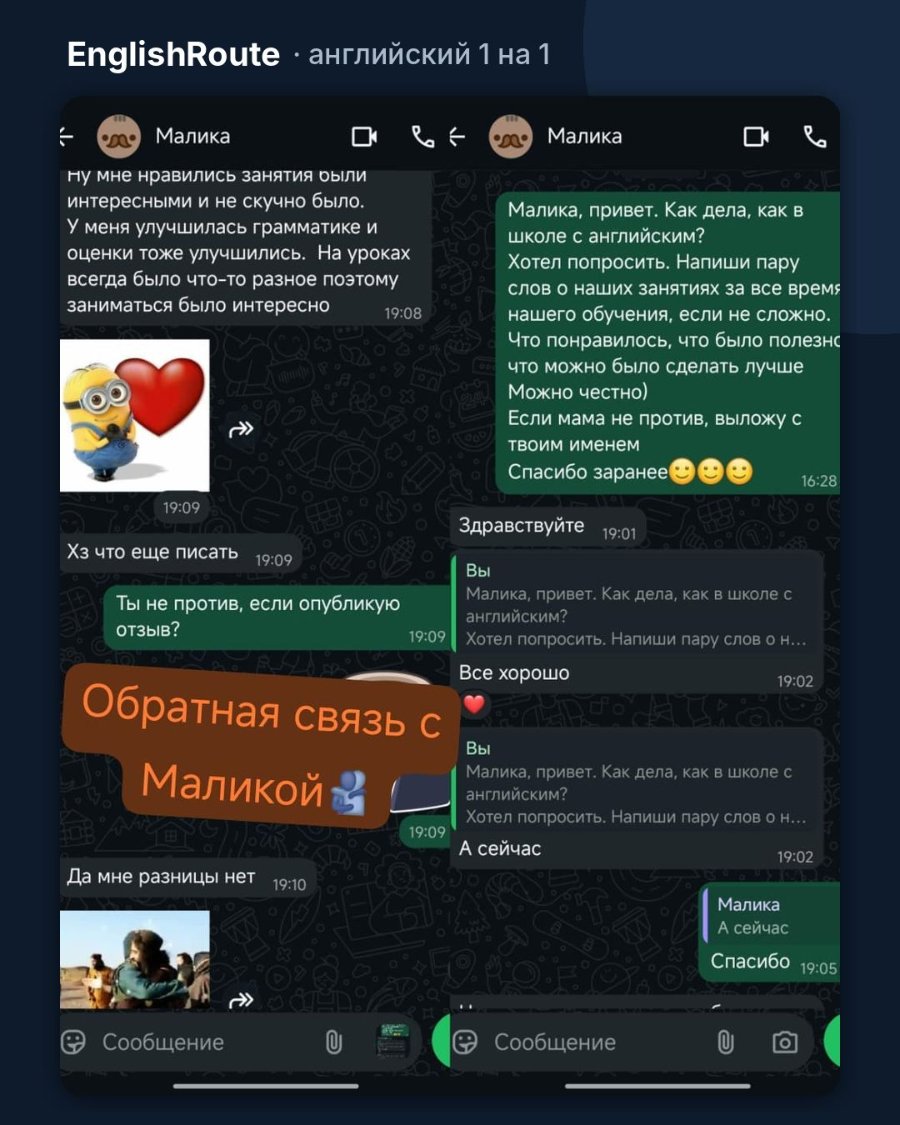 EnglishRoute · английский 1 на 1
Малика
Ну мне нравились занятия были
интересными и не скучно было.
У меня улучшилась грамматике и
оценки тоже улучшились.  На уроках
всегда было что-то разное поэтому
заниматься было интересно
19:08
19:09
Хз что еще писать
19:09
Ты не против, если опубликую
отзыв?
19:09
Обратная связь с
Маликой
19:09
Да мне разницы нет
19:10
Сообщение
Малика
Малика, привет. Как дела, как в
школе с английским?
Хотел попросить. Напиши пару
слов о наших занятиях за все время
нашего обучения, если не сложно.
Что понравилось, что было полезно
что можно было сделать лучше
Можно честно)
Если мама не против, выложу с
твоим именем
Спасибо заранее🙂🙂🙂
16:28
Здравствуйте
19:01
Вы
Малика, привет. Как дела, как в школе с
английским?
Хотел попросить. Напиши пару слов о н...
Все хорошо
19:02
Вы
Малика, привет. Как дела, как в школе с
английским?
Хотел попросить. Напиши пару слов о н...
А сейчас
19:02
Малика
А сейчас
Спасибо
19:05
Сообщение